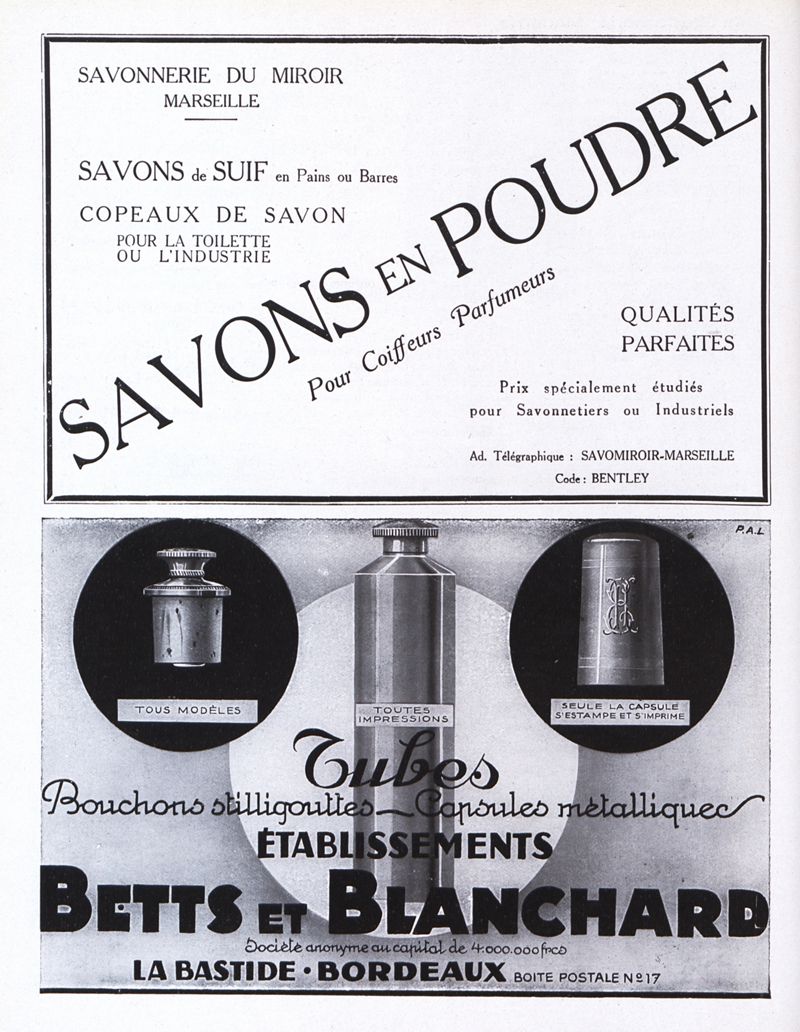 SAVONNERIE DU MIROIR
MARSEILLE
SAVONS de SUIF en Pains ou Barres
COPEAUX DE SAVON
POUR LA TOILETTE
OU L'INDUSTRIE
SAVONS EN POUDRE
Pour Coiffeurs Parfumeurs
QUALITÉS
PARFAITES
Prix spécialement étudiés
pour Savonnetiers ou Industriels
Ad. Télégraphique : SAVOMIROIR-MARSEILLE
Code : BENTLEY
P.A.L
TOUS MODÈLES
TOUTES
IMPRESSIONS
SEULE LA CAPSULE
S'ESTAMPE ET S'IMPRIME
Tubes
Bouchons stilligouttes - Capsules métalliques
ÉTABLISSEMENTS
BETTS ET BLANCHARD
Société anonyme au capital de 4.000.000 frcs
LA BASTIDE • BORDEAUX BOITE POSTALE Nº 17